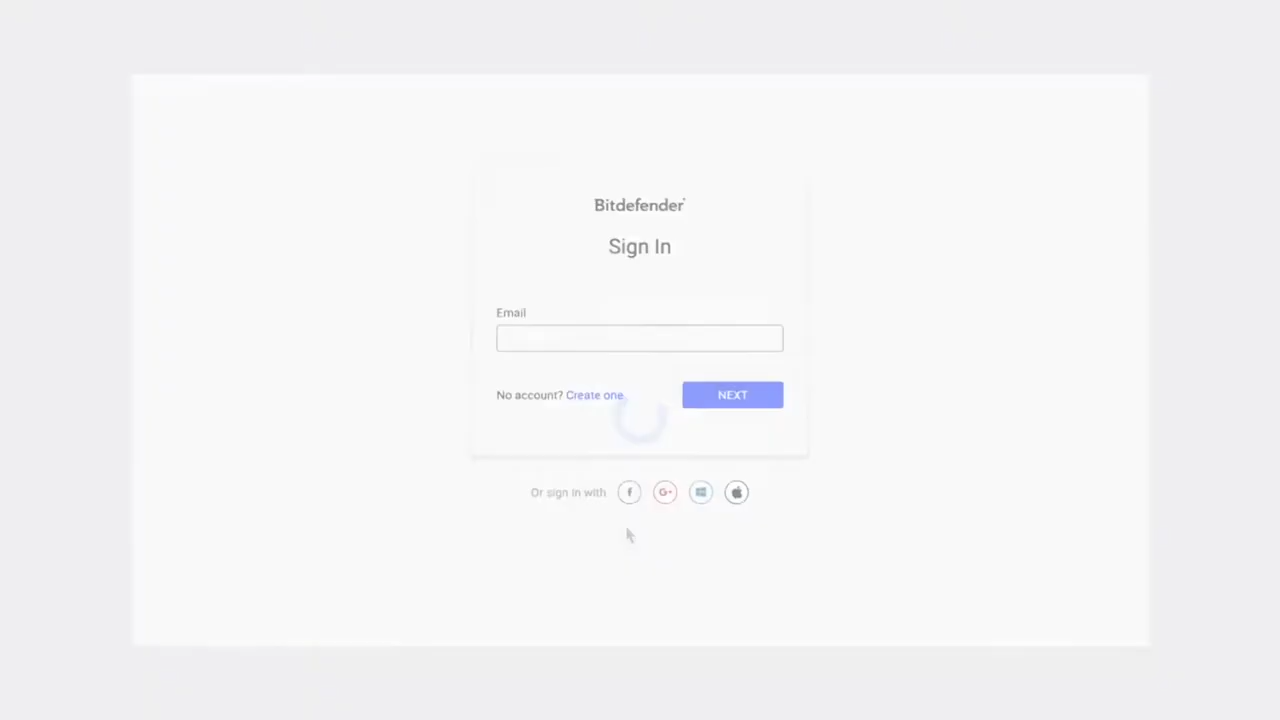 Bitdefender
Sign In
Email
No account? Create one
NEXT
Or sign in with
f
G+